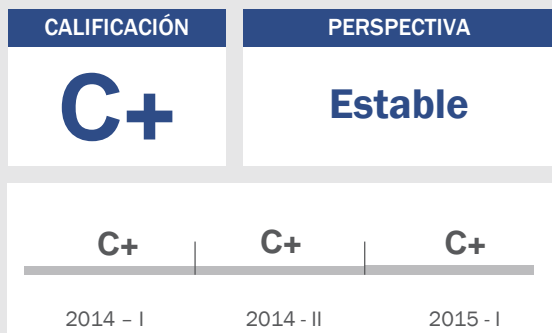 CALIFICACIÓN
PERSPECTIVA
C+
Estable
C+ C+ C+
2014 – I 2014 - II 2015 - I